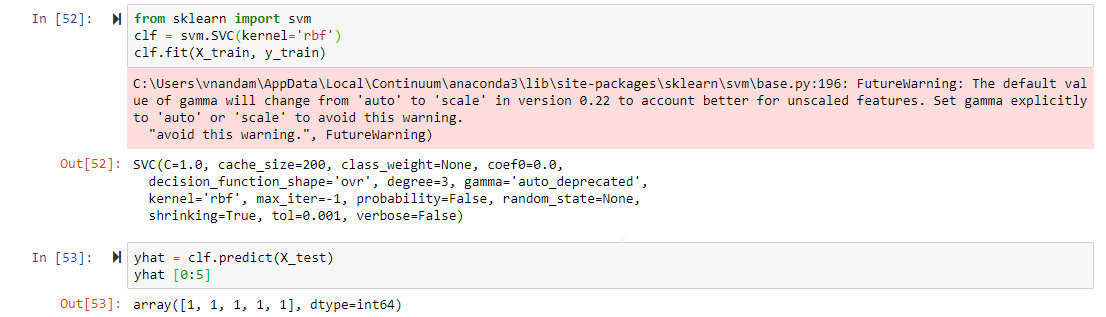 In [52]: from sklearn import svm
clf = svm.SVC(kernel='rbf')
clf.fit(X_train, y_train)
C:\Users\vnandam\AppData\Local\Continuum\anaconda3\lib\site-packages\sklearn\svm\base.py:196: FutureWarning: The default val
ue of gamma will change from 'auto' to 'scale' in version 0.22 to account better for unscaled features. Set gamma explicitly
to 'auto' or 'scale' to avoid this warning.
"avoid this warning.", FutureWarning)
Out[52]: SVC(C=1.0, cache_size=200, class_weight=None, coef0=0.0,
decision_function_shape='ovr', degree=3, gamma='auto_deprecated',
kernel='rbf', max_iter=-1, probability=False, random_state=None,
shrinking=True, tol=0.001, verbose=False)
In [53]: yhat = clf.predict(X_test)
yhat [0:5]
Out[53]: array([1, 1, 1, 1, 1], dtype=int64)